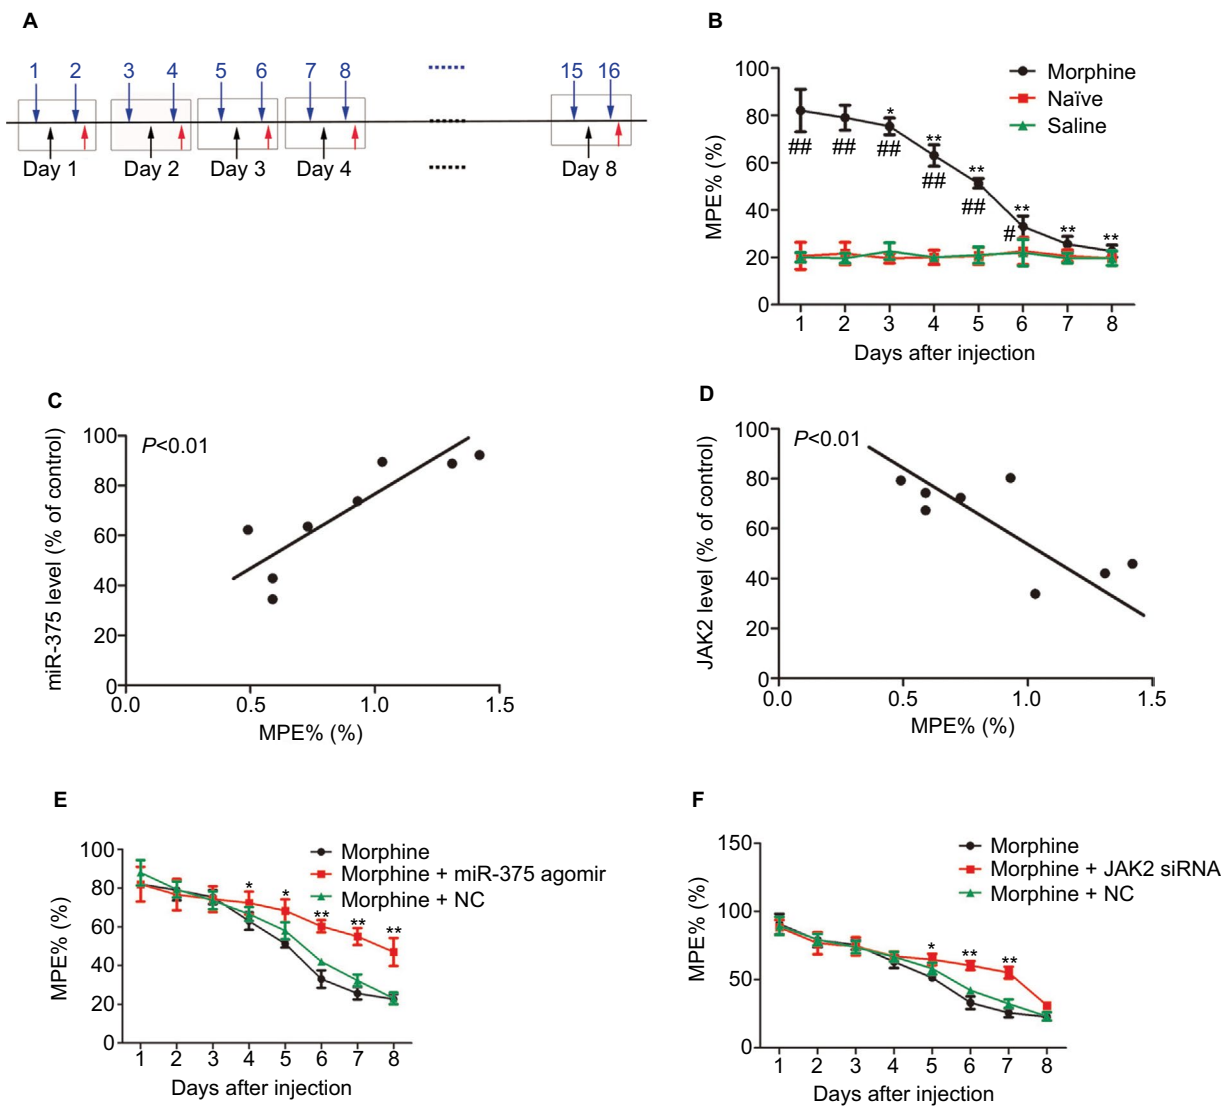 A
1 2 3 4 5 6 7 8 ...... 15 16
......
Day 1 Day 2 Day 3 Day 4 ...... Day 8
B
MPE% (%)
100
80
60
40
20
0
Morphine
Naïve
Saline
* ** ** ** ** **
## ## ## ## ## #
1 2 3 4 5 6 7 8
Days after injection
C
miR-375 level (% of control)
P<0.01
100
80
60
40
20
0
0.0 0.5 1.0 1.5
MPE% (%)
D
JAK2 level (% of control)
P<0.01
100
80
60
40
20
0
0.0 0.5 1.0 1.5
MPE% (%)
E
MPE% (%)
100
80
60
40
20
0
Morphine
Morphine + miR-375 agomir
Morphine + NC
* * ** ** **
1 2 3 4 5 6 7 8
Days after injection
F
MPE% (%)
150
100
50
0
Morphine
Morphine + JAK2 siRNA
Morphine + NC
* ** **
1 2 3 4 5 6 7 8
Days after injection